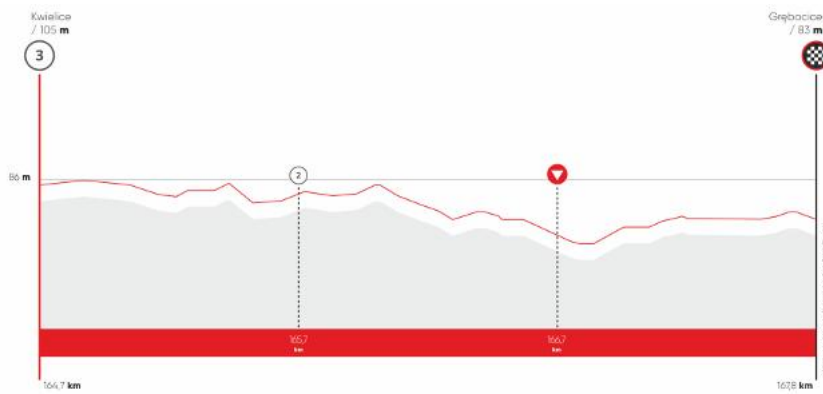 Kwielice
/ 105 m
3
Grębocice
/ 83 m
86 m
2
165,7
km
166,7
km
164,7 km
167,8 km